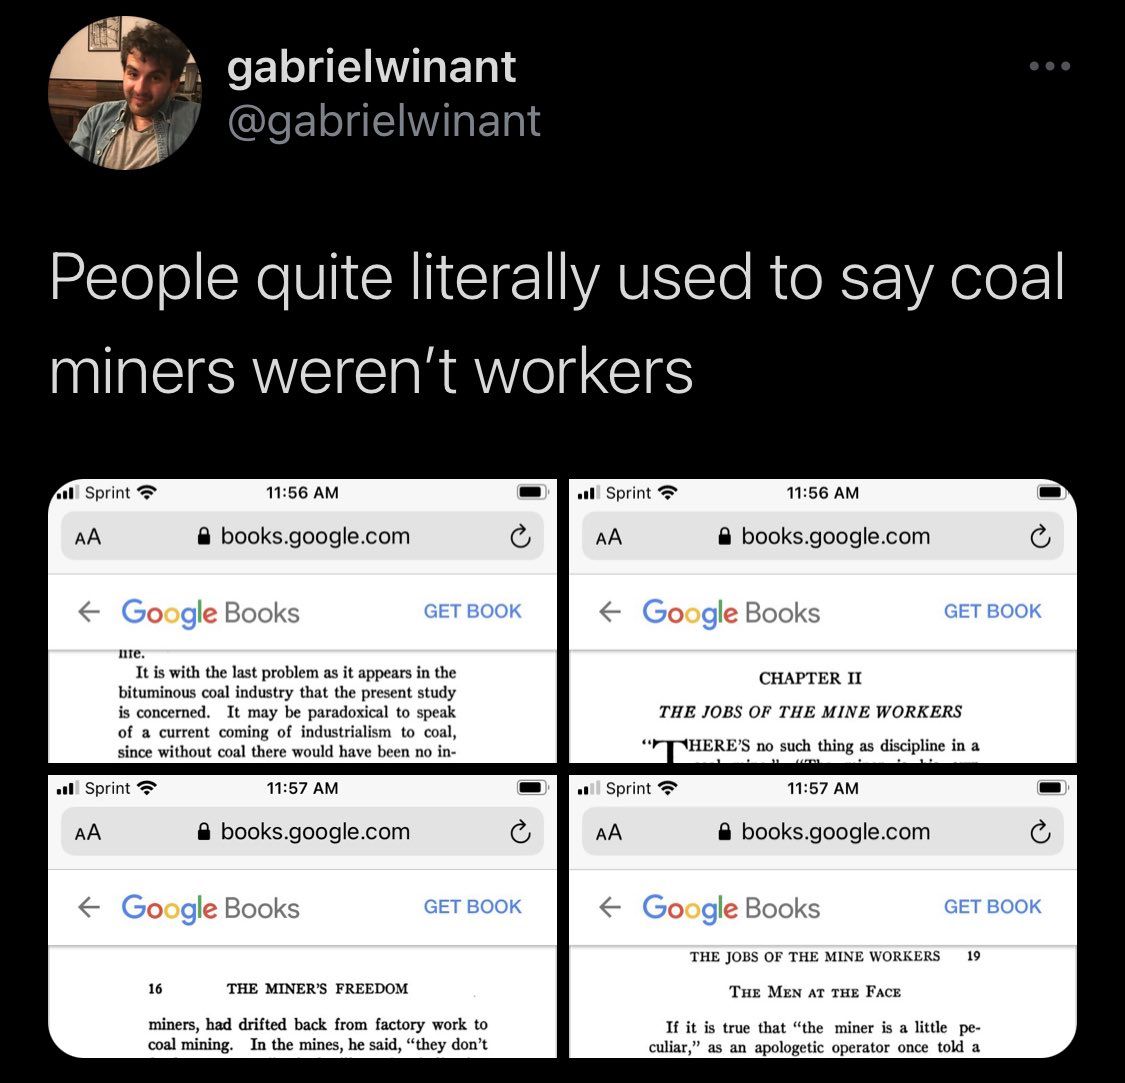 gabrielwinant
@gabrielwinant
People quite literally used to say coal
miners weren't workers
Sprint 11:56 AM
AA books.google.com
Google Books GET BOOK
life.
It is with the last problem as it appears in the
bituminous coal industry that the present study
is concerned. It may be paradoxical to speak
of a current coming of industrialism to coal,
since without coal there would have been no in-
Sprint 11:56 AM
AA books.google.com
Google Books GET BOOK
CHAPTER II
THE JOBS OF THE MINE WORKERS
"THERE'S no such thing as discipline in a
Sprint 11:57 AM
AA books.google.com
Google Books GET BOOK
16 THE MINER'S FREEDOM
miners, had drifted back from factory work to
coal mining. In the mines, he said, "they don't
Sprint 11:57 AM
AA books.google.com
Google Books GET BOOK
THE JOBS OF THE MINE WORKERS 19
THE MEN AT THE FACE
If it is true that "the miner is a little pe-
culiar," as an apologetic operator once told a